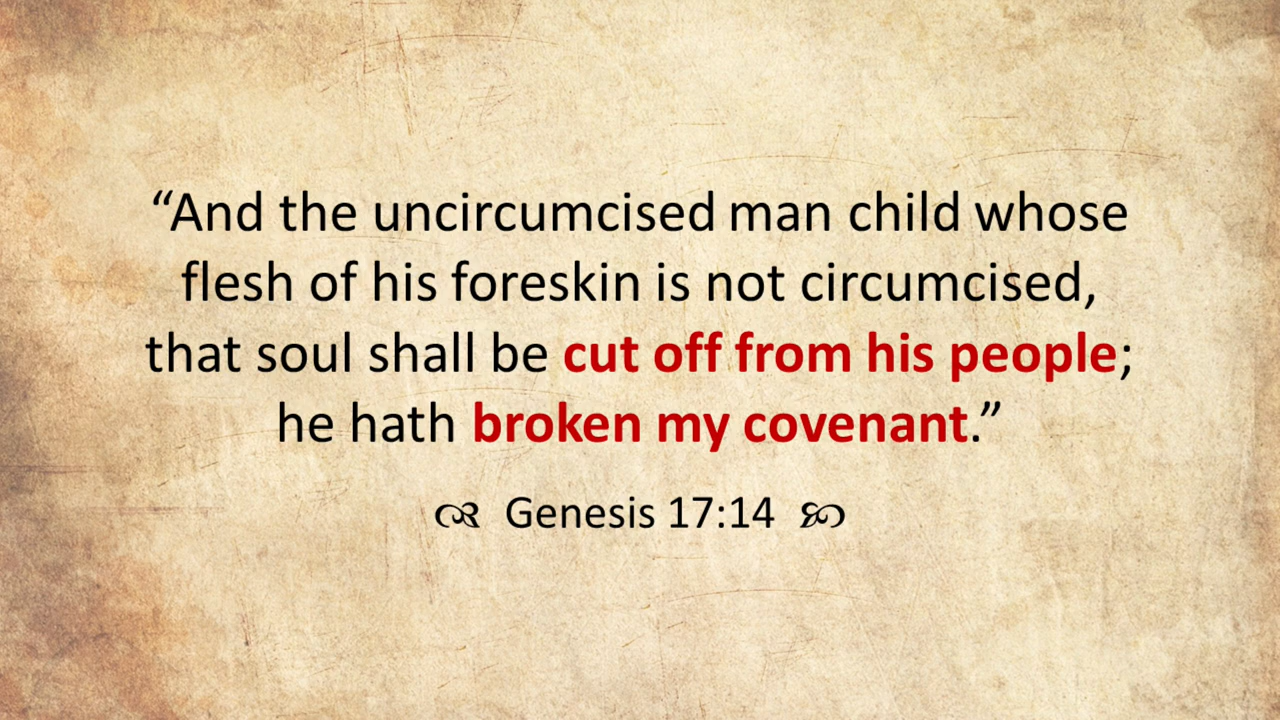 “And the uncircumcised man child whose
flesh of his foreskin is not circumcised,
that soul shall be cut off from his people;
he hath broken my covenant.”
Genesis 17:14